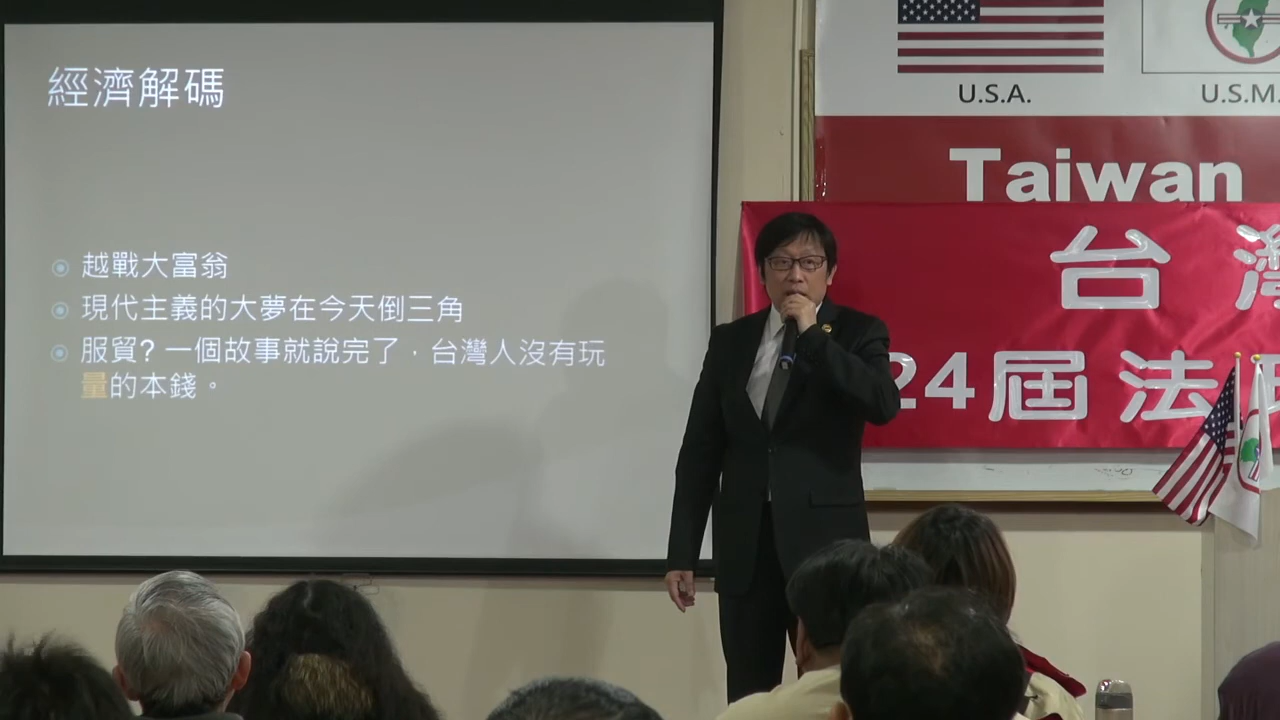 經濟解碼
越戰大富翁
現代主義的大夢在今天倒三角
服貿? 一個故事就說完了，台灣人沒有玩
量的本錢。
U.S.A.
U.S.M.
Taiwan
台灣
24屆法